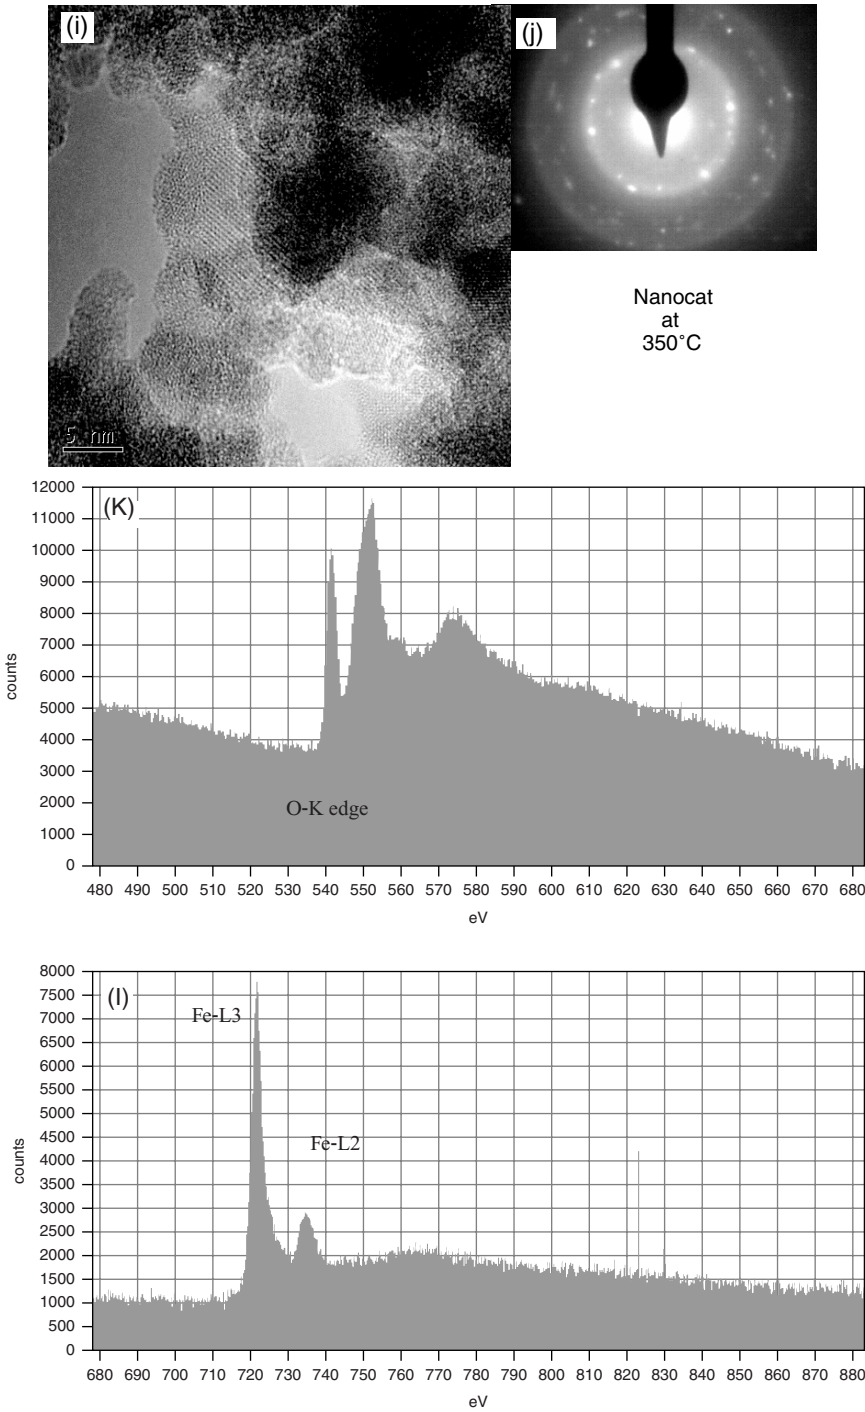 (i)
(j)
5 nm
Nanocat
at
350°C
(K)
12000
11000
10000
9000
8000
7000
6000
5000
4000
3000
2000
1000
0
counts
O-K edge
480 490 500 510 520 530 540 550 560 570 580 590 600 610 620 630 640 650 660 670 680
eV
(l)
8000
7500
7000
6500
6000
5500
5000
4500
4000
3500
3000
2500
2000
1500
1000
500
0
counts
Fe-L3
Fe-L2
680 690 700 710 720 730 740 750 760 770 780 790 800 810 820 830 840 850 860 870 880
eV